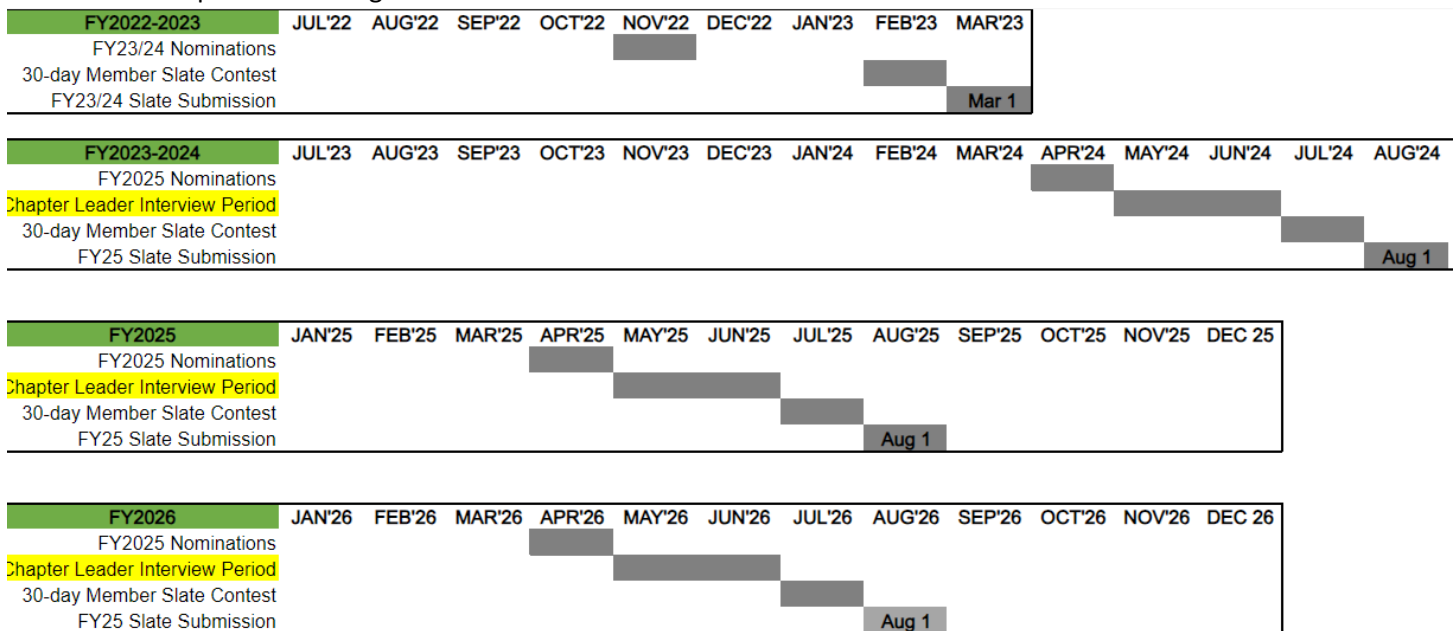 FY2022-2023 JUL'22 AUG'22 SEP'22 OCT'22 NOV'22 DEC'22 JAN'23 FEB'23 MAR'23
FY23/24 Nominations
30-day Member Slate Contest
FY23/24 Slate Submission Mar 1
FY2023-2024 JUL'23 AUG'23 SEP'23 OCT'23 NOV'23 DEC'23 JAN'24 FEB'24 MAR'24 APR'24 MAY'24 JUN'24 JUL'24 AUG'24
FY2025 Nominations
Chapter Leader Interview Period
30-day Member Slate Contest
FY25 Slate Submission Aug 1
FY2025 JAN'25 FEB'25 MAR'25 APR'25 MAY'25 JUN'25 JUL'25 AUG'25 SEP'25 OCT'25 NOV'25 DEC 25
FY2025 Nominations
Chapter Leader Interview Period
30-day Member Slate Contest
FY25 Slate Submission Aug 1
FY2026 JAN'26 FEB'26 MAR'26 APR'26 MAY'26 JUN'26 JUL'26 AUG'26 SEP'26 OCT'26 NOV'26 DEC 26
FY2025 Nominations
Chapter Leader Interview Period
30-day Member Slate Contest
FY25 Slate Submission Aug 1